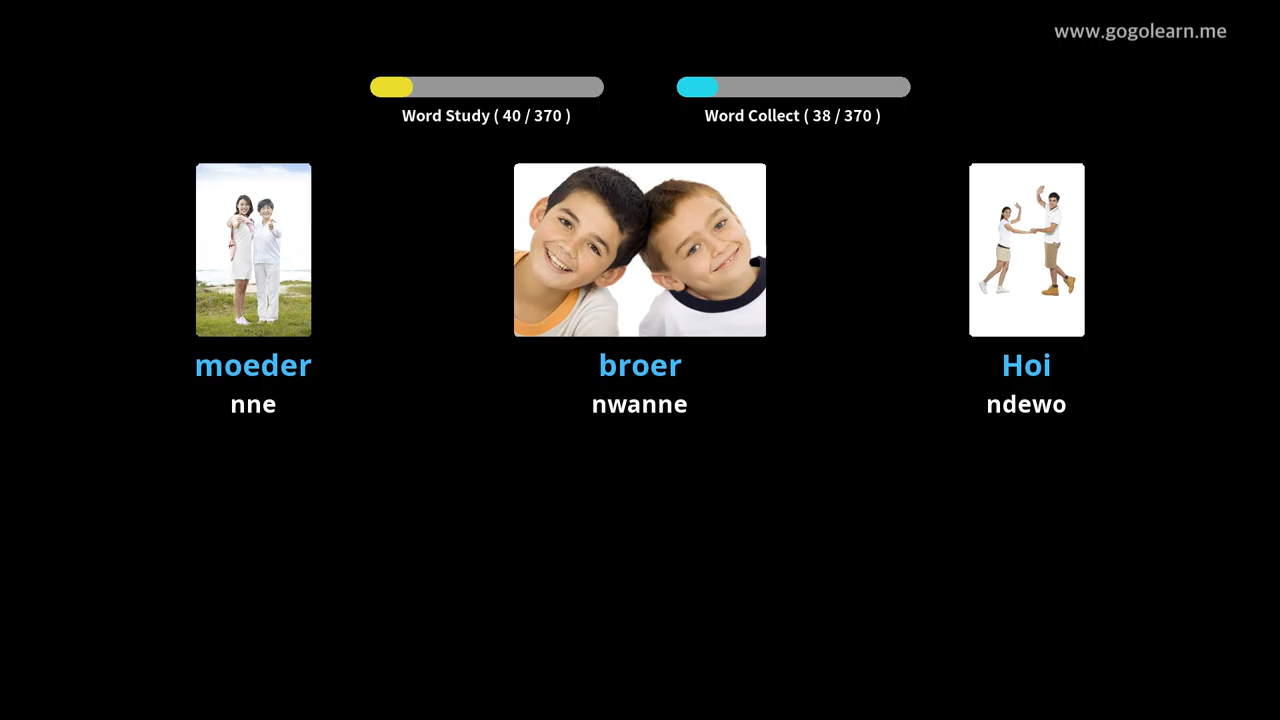 www.gogolearn.me
Word Study ( 40 / 370 )
Word Collect ( 38 / 370 )
moeder
nne
broer
nwanne
Hoi
ndewo